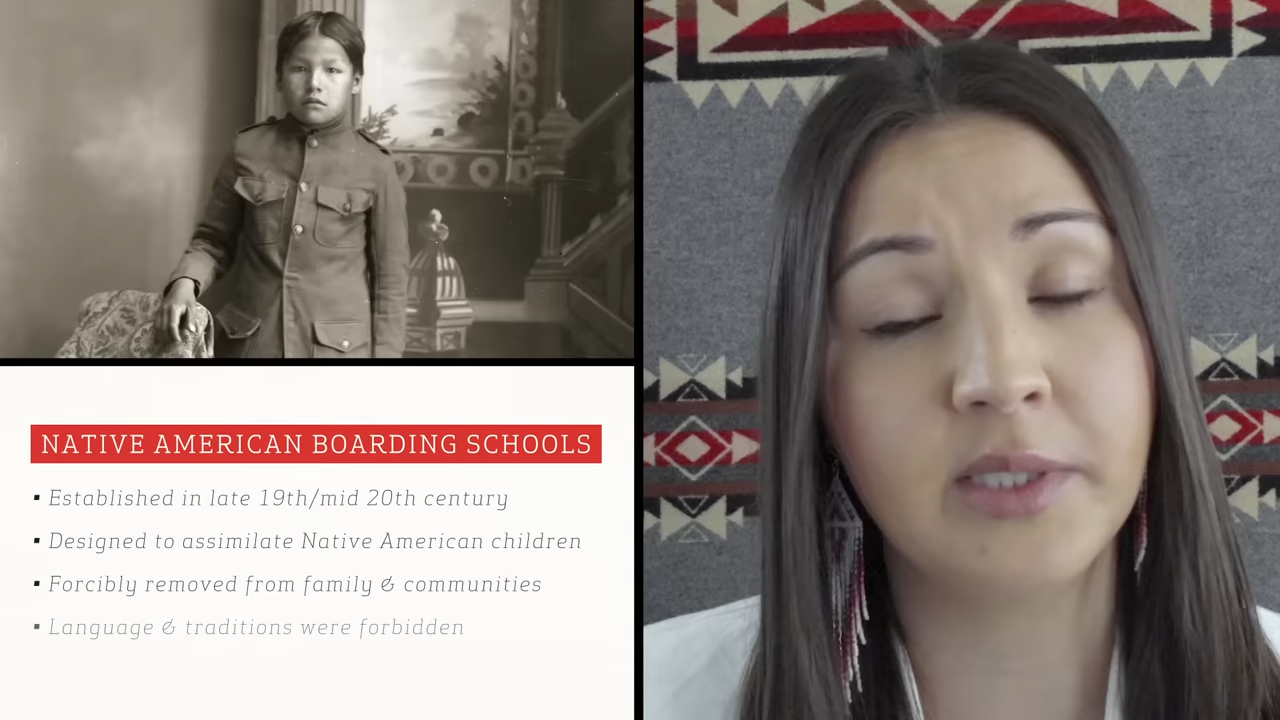 NATIVE AMERICAN BOARDING SCHOOLS
▪ Established in late 19th/mid 20th century
▪ Designed to assimilate Native American children
▪ Forcibly removed from family & communities
▪ Language & traditions were forbidden